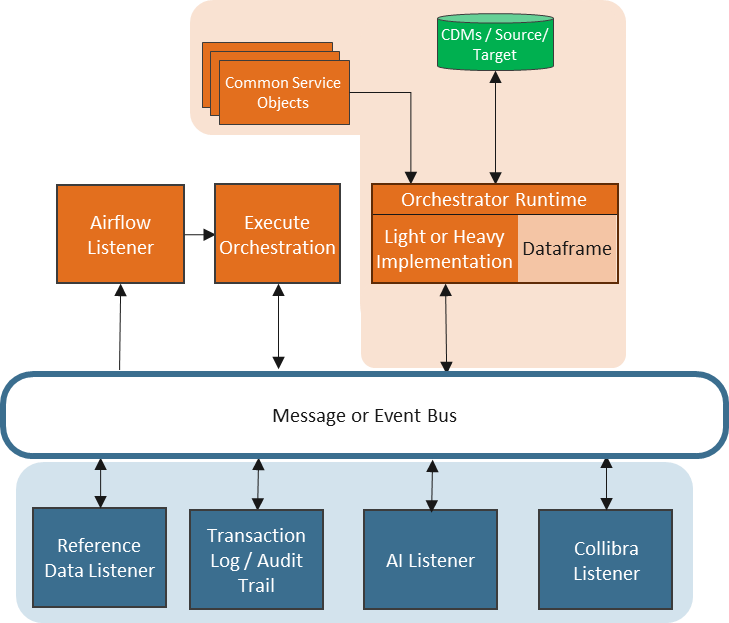 CDMs / Source/
Target
Common Service
Objects
Airflow
Listener
Execute
Orchestration
Orchestrator Runtime
Light or Heavy
Implementation
Dataframe
Message or Event Bus
Reference
Data Listener
Transaction
Log / Audit
Trail
AI Listener
Collibra
Listener